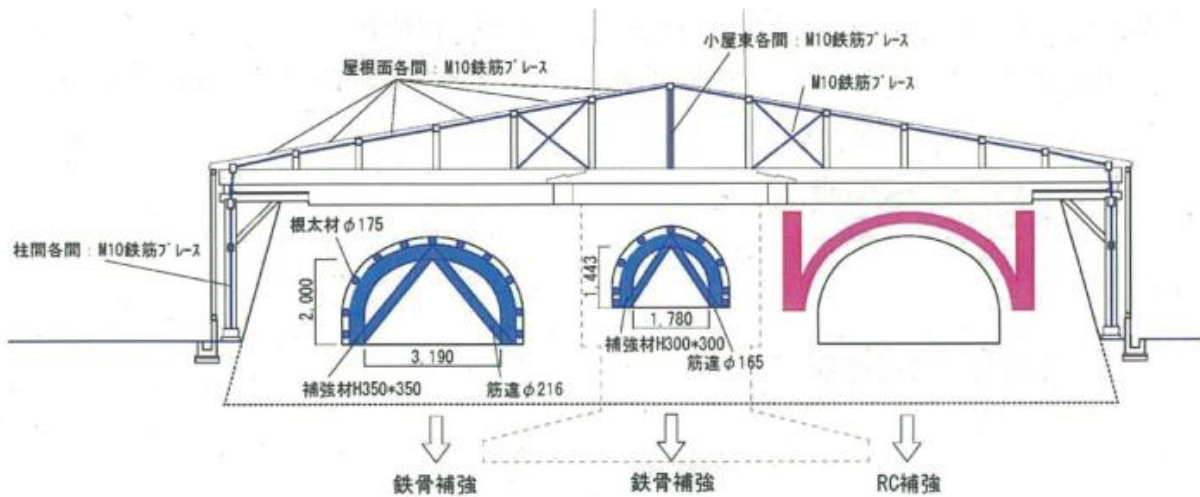 小屋束各間：M10鉄筋ブレース
屋根面各間：M10鉄筋ブレース
M10鉄筋ブレース
根太材φ175
柱間各間：M10鉄筋ブレース
2,000
1,443
3,190
1,780
補強材H300*300
筋違φ165
補強材H350*350
筋違φ216
鉄骨補強
鉄骨補強
RC補強